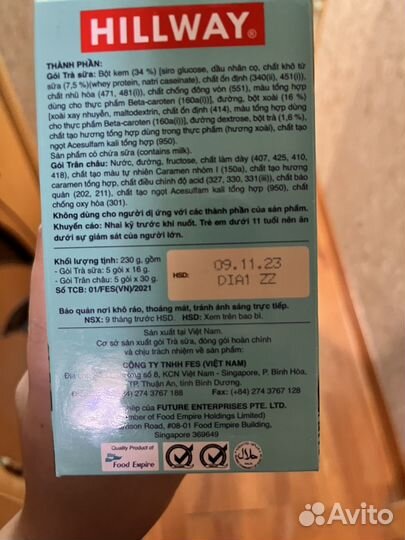 HILLWAY®
THÀNH PHẦN:
Gói Trà sữa: Bột kem (34 %) [siro glucose, dầu nhân cọ, chất khô từ
sữa (7,5 %)(whey protein, natri caseinate), chất ổn định (340(ii), 451(i)),
chất nhũ hóa (471, 481(i)), chất chống đông vón (551), màu tổng hợp
dùng cho thực phẩm Beta-caroten (160a(i))], đường, bột xoài (16 %)
[xoài xay nhuyễn, maltodextrin, chất ổn định (414), màu tổng hợp dùng
cho thực phẩm Beta-caroten (160a(i))], đường dextrose, bột trà (1,6 %),
chất tạo hương tổng hợp dùng trong thực phẩm (hương xoài), chất tạo
ngọt Acesulfam kali tổng hợp (950).
Sản phẩm có chứa sữa (contains milk).
Gói Trân châu: Nước, đường, fructose, chất làm dày (407, 425, 410,
418), chất tạo màu tự nhiên Caramen nhóm I (150a), chất tạo hương
caramen tổng hợp, chất điều chỉnh độ acid (327, 330, 331(iii)) chất bảo
quản (202, 211), chất tạo ngọt Acesulfam kali tổng hợp (950), chất
chống oxy hóa (301).
Không dùng cho người dị ứng với các thành phần của sản phẩm.
Khuyến cáo: Nhai kỹ trước khi nuốt. Trẻ em dưới 11 tuổi nên ăn
dưới sự giám sát của người lớn.
Khối lượng tịnh: 230 g, gồm
- Gói Trà sữa: 5 gói x 16 g
- Gói Trân châu: 5 gói x 30 g
Số TCB: 01/FES(VN)/2021
HSD:
09.11.23
DIA1 ZZ
Bảo quản nơi khô ráo, thoáng mát, tránh ánh sáng trực tiếp.
NSX: 9 tháng trước HSD. HSD: Xem trên bao bì.
Sản xuất tại Việt Nam.
Cơ sở sản xuất gói Trà sữa, đóng gói hoàn chỉnh
và chịu trách nhiệm về sản phẩm:
CÔNG TY TNHH FES (VIỆT NAM)
Địa chỉ: số 8, KCN Việt Nam - Singapore, P. Bình Hòa,
TP. Thuận An, tỉnh Bình Dương.
274 3767 188 Fax: (+84) 274 3767 128
phép của FUTURE ENTERPRISES PTE. LTD.
(Member of Food Empire Holdings Limited)
Road, #08-01 Food Empire Building,
Singapore 369649
Quality Product of
Food Empire
Avito